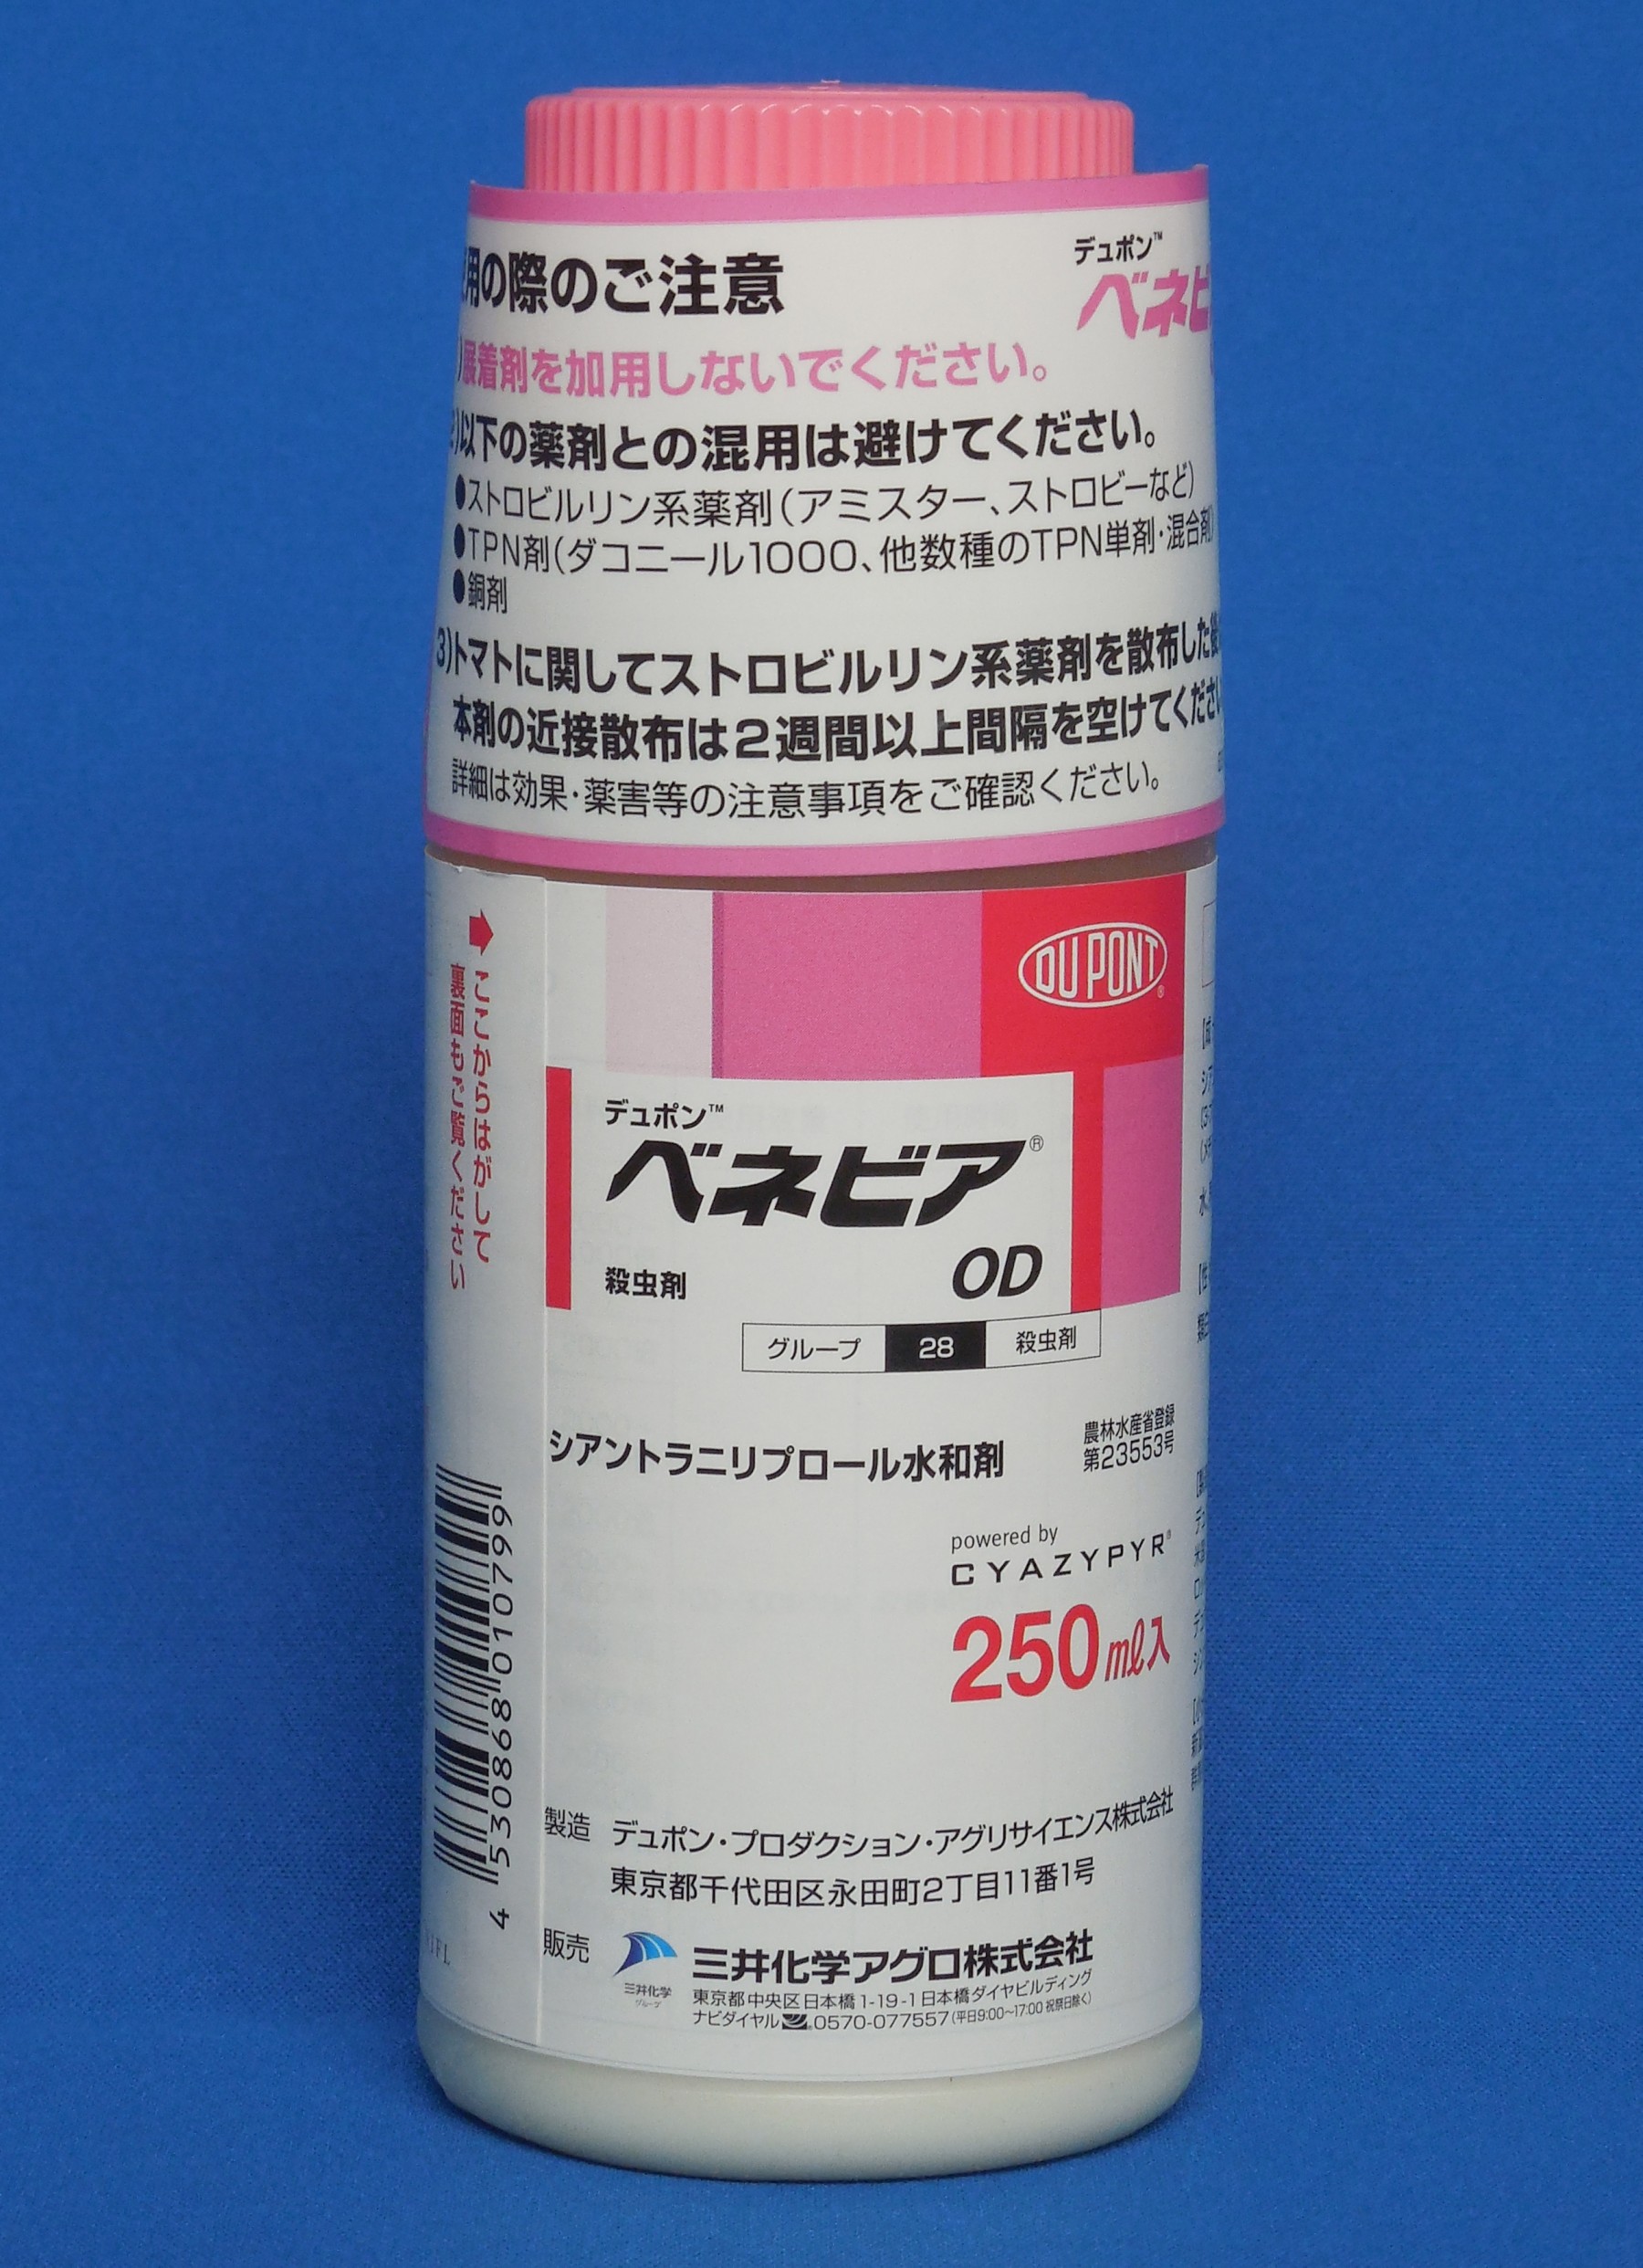 用の際のご注意
デュポン™
ベネビ
展着剤を加用しないでください。
2)以下の薬剤との混用は避けてください。
●ストロビルリン系薬剤(アミスター、ストロビーなど)
●TPN剤(ダコニール1000、他数種のTPN単剤・混合剤)
●銅剤
3)トマトに関してストロビルリン系薬剤を散布した後
本剤の近接散布は2週間以上間隔を空けてくださ
詳細は効果・薬害等の注意事項をご確認ください。
➡ここからはがして
裏面もご覧ください
DU PONT®
デュポン™
ベネビア®
OD
殺虫剤
グループ 28 殺虫剤
シアントラニリプロール水和剤
農林水産省登録
第23553号
powered by
CYAZYPYR®
250ml入
4 530868 010799
製造 デュポン・プロダクション・アグリサイエンス株式会社
東京都千代田区永田町2丁目11番1号
販売 三井化学アグロ株式会社
三井化学
グループ
東京都中央区日本橋1-19-1日本橋ダイヤビルディング
ナビダイヤル 0570-077557(平日9:00~17:00 祝祭日除く)